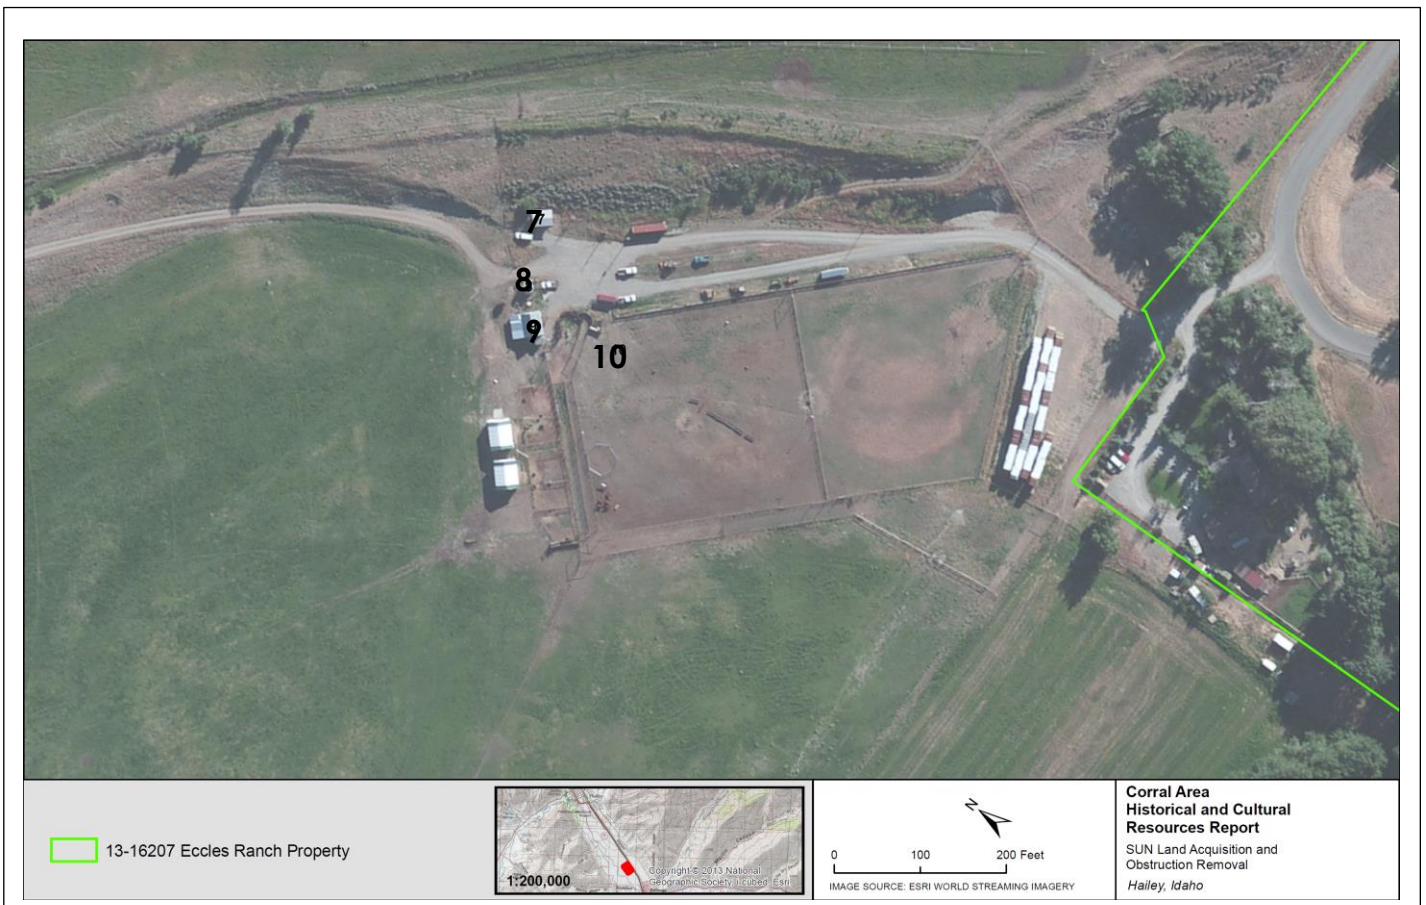 7
8
9
10
13-16207 Eccles Ranch Property
1:200,000
Copyright © 2013 National
Geographic Society, i-cubed, Esri
N
0 100 200 Feet
IMAGE SOURCE: ESRI WORLD STREAMING IMAGERY
Corral Area
Historical and Cultural
Resources Report
SUN Land Acquisition and
Obstruction Removal
Hailey, Idaho